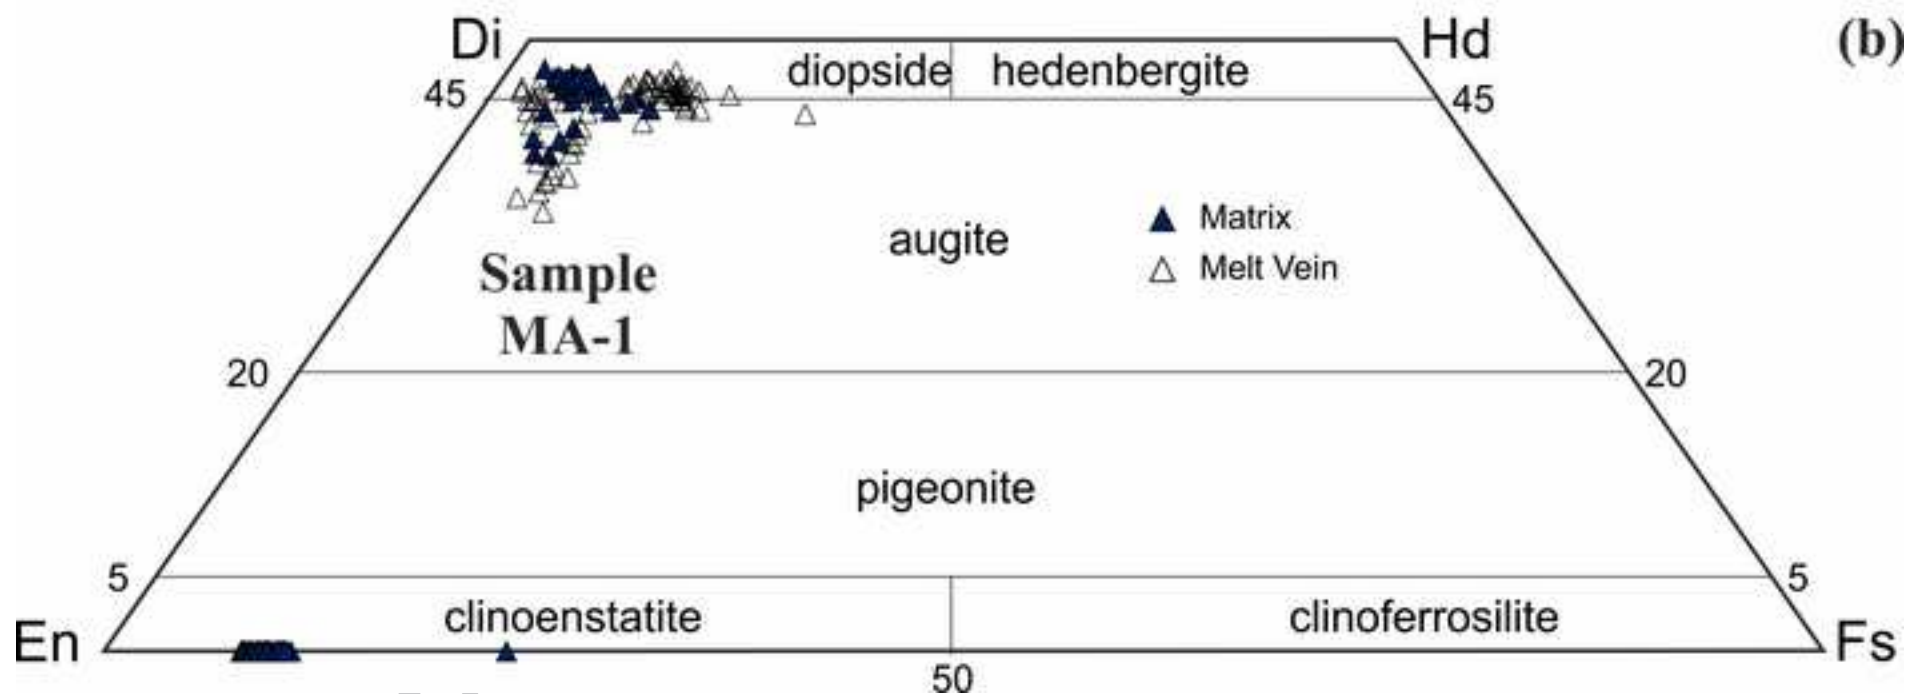 Di
Hd
(b)
diopside
hedenbergite
45
45
Matrix
augite
Melt Vein
Sample
MA-1
20
20
pigeonite
5
5
clinoenstatite
clinoferrosilite
En
Fs
50